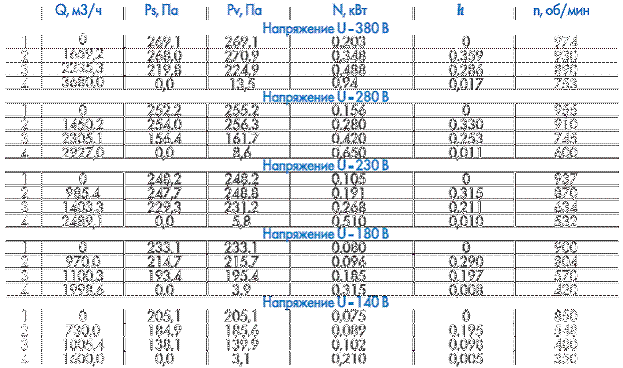 Q, м3/ч Ps, Па Pv, Па N, кВт h n, об/мин
Напряжение U - 380 В
1 0 269,1 269,1 0,203 0 974
2 1659,2 268,0 270,9 0,348 0,359 930
3 2235,3 219,8 224,9 0,488 0,286 890
4 3680,0 0,0 13,5 0,94 0,017 753
Напряжение U - 280 В
1 0 252,2 255,2 0,156 0 955
2 1450,2 254,0 256,3 0,280 0,330 910
3 2305,1 156,4 161,7 0,420 0,253 745
4 2927,0 0,0 8,6 0,650 0,011 600
Напряжение U - 230 В
1 0 248,2 248,2 0,105 0 937
2 985,4 247,7 248,8 0,191 0,315 870
3 1403,3 229,3 231,2 0,268 0,211 634
4 2489,1 0,0 5,8 0,510 0,010 532
Напряжение U - 180 В
1 0 233,1 233,1 0,080 0 900
2 970,0 214,7 215,7 0,096 0,290 804
3 1100,3 193,4 195,4 0,185 0,197 570
4 1998,6 0,0 3,9 0,315 0,008 430
Напряжение U - 140 В
1 0 205,1 205,1 0,075 0 850
2 730,0 184,9 185,6 0,089 0,195 548
3 1005,4 138,1 139,9 0,102 0,090 480
4 1600,0 0,0 3,1 0,210 0,005 350